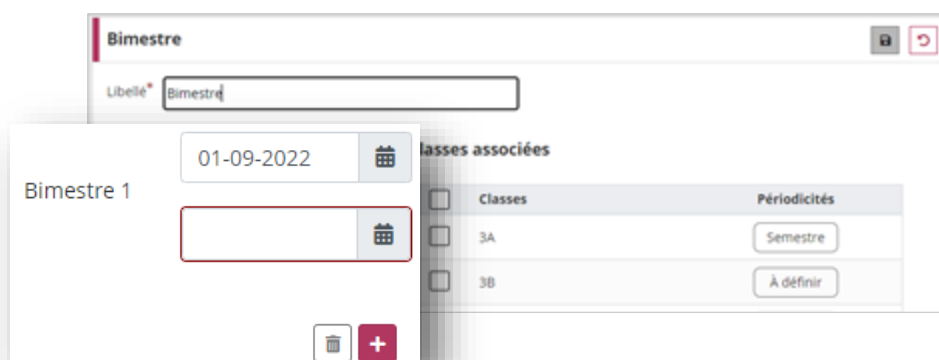 Bimestre
Libellé* Bimestre
lasses associées
Classes Périodicités
3A Semestre
3B À définir
01-09-2022
Bimestre 1